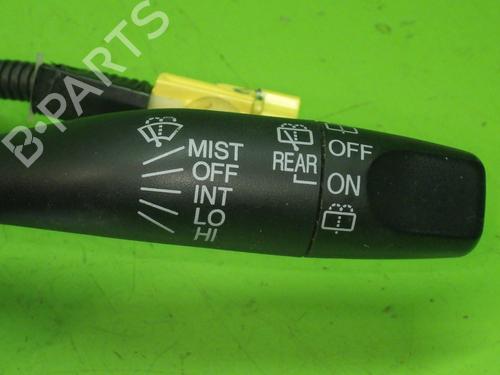 B-PARTS
MIST
OFF
INT
LO
HI
REAR
OFF
ON